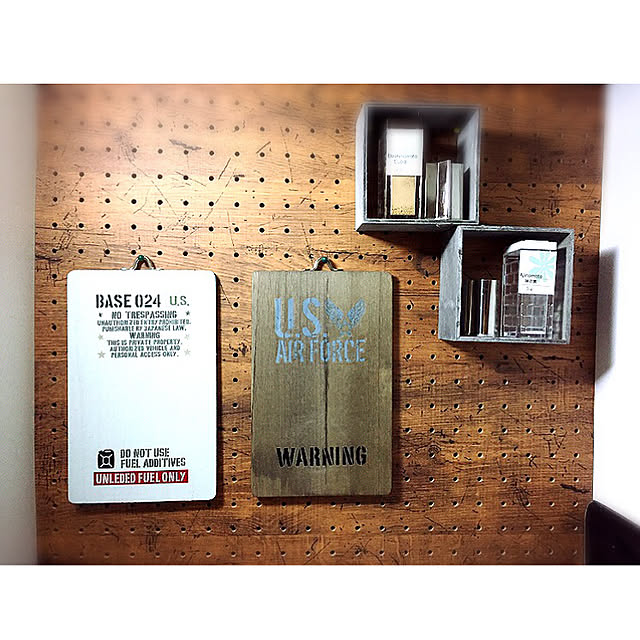 BASE 024 U.S.
NO TRESPASSING
UNAUTHORIZED ENTRY PROHIBITED.
PUNISHABLE BY JAPANESE LAW.
WARNING
THIS IS PRIVATE PROPERTY.
AUTHORIZED VEHICLE AND
PERSONAL ACCESS ONLY.
DO NOT USE
FUEL ADDITIVES
UNLEDED FUEL ONLY
U.S.
AIR FORCE
WARNING
Ajinomoto